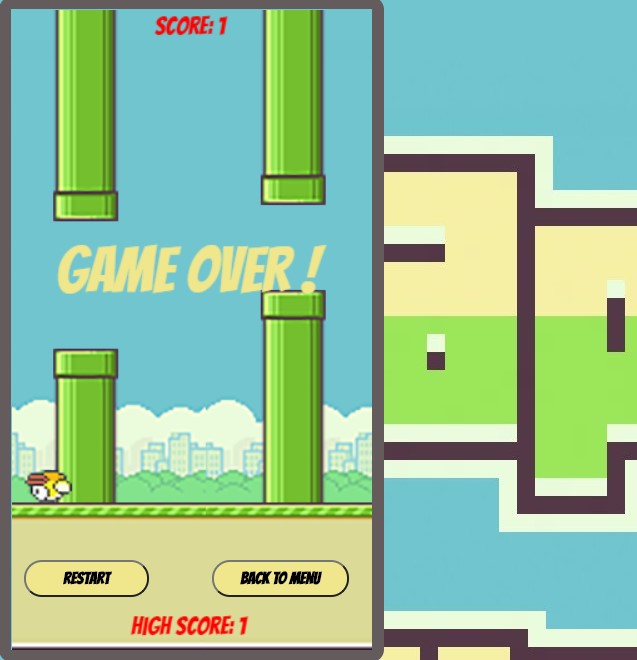 SCORE: 1
GAME OVER !
RESTART
BACK TO MENU
HIGH SCORE: 1